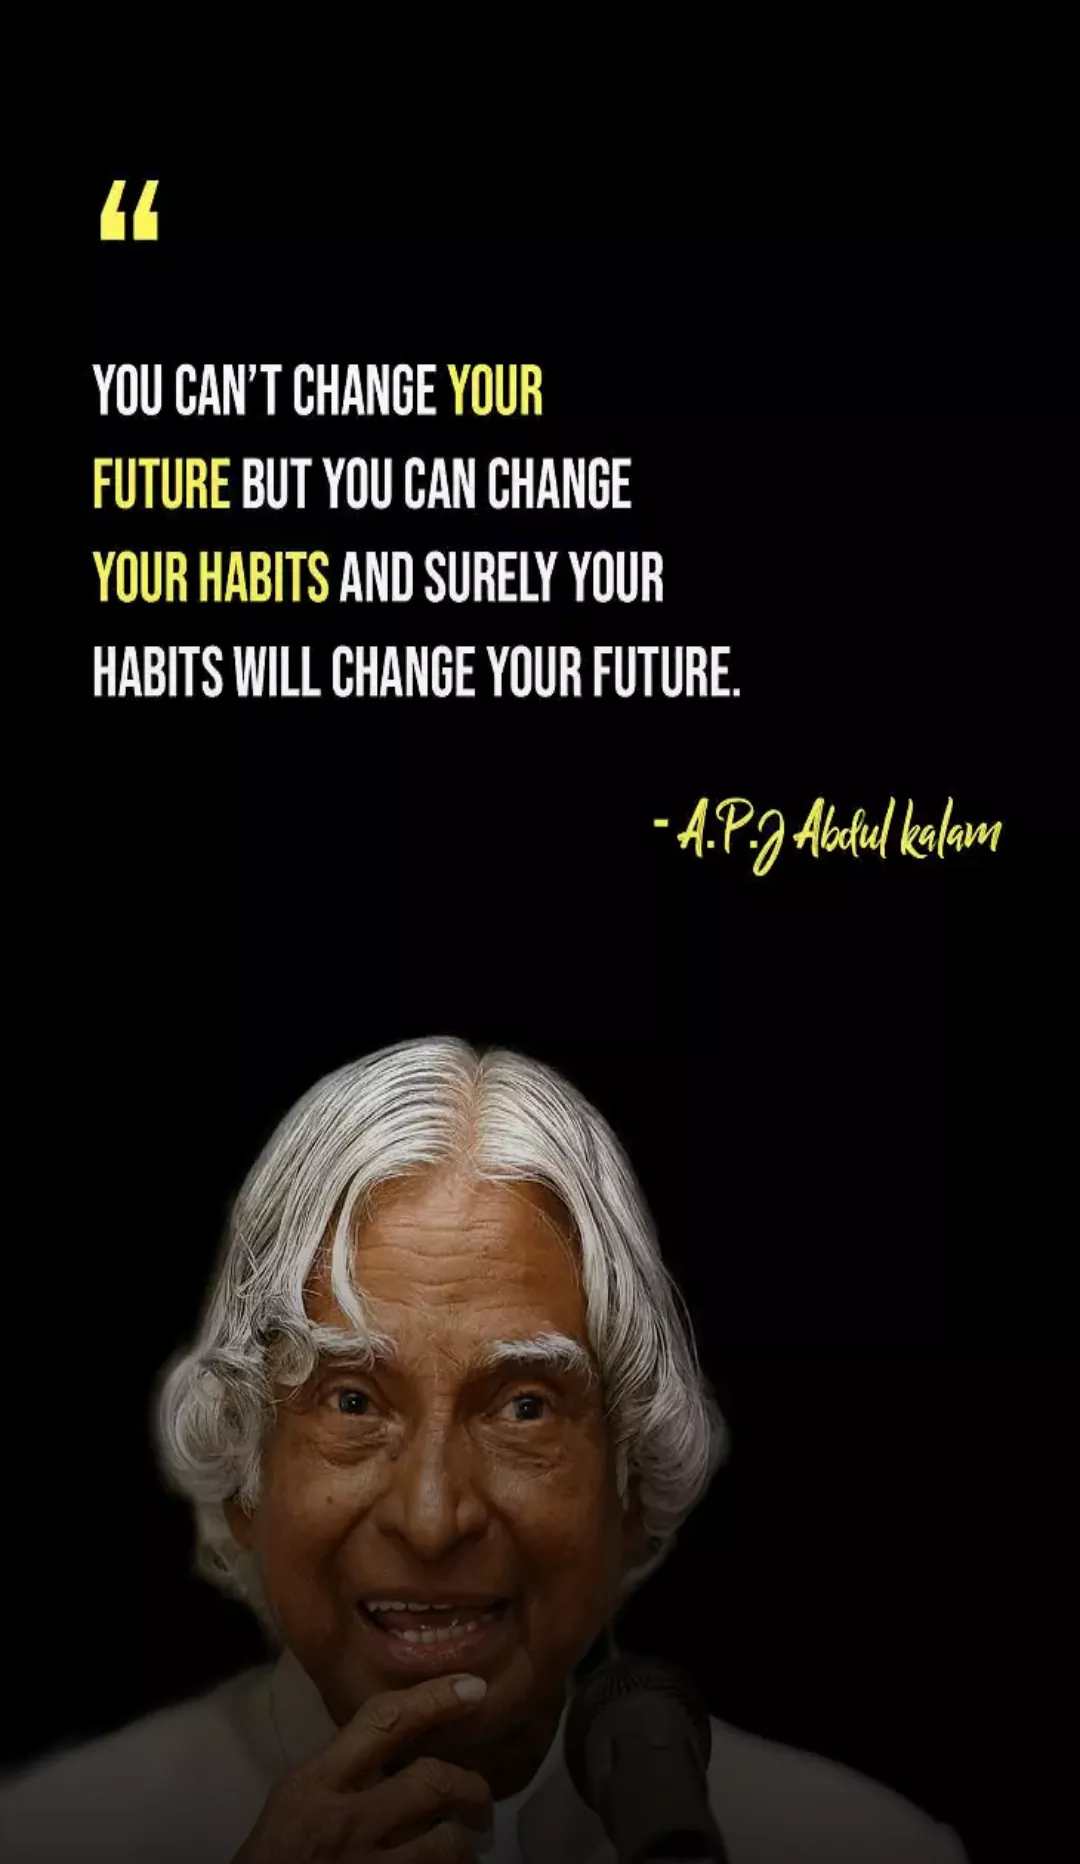 “
YOU CAN’T CHANGE YOUR
FUTURE BUT YOU CAN CHANGE
YOUR HABITS AND SURELY YOUR
HABITS WILL CHANGE YOUR FUTURE.
- A.P.J Abdul kalam